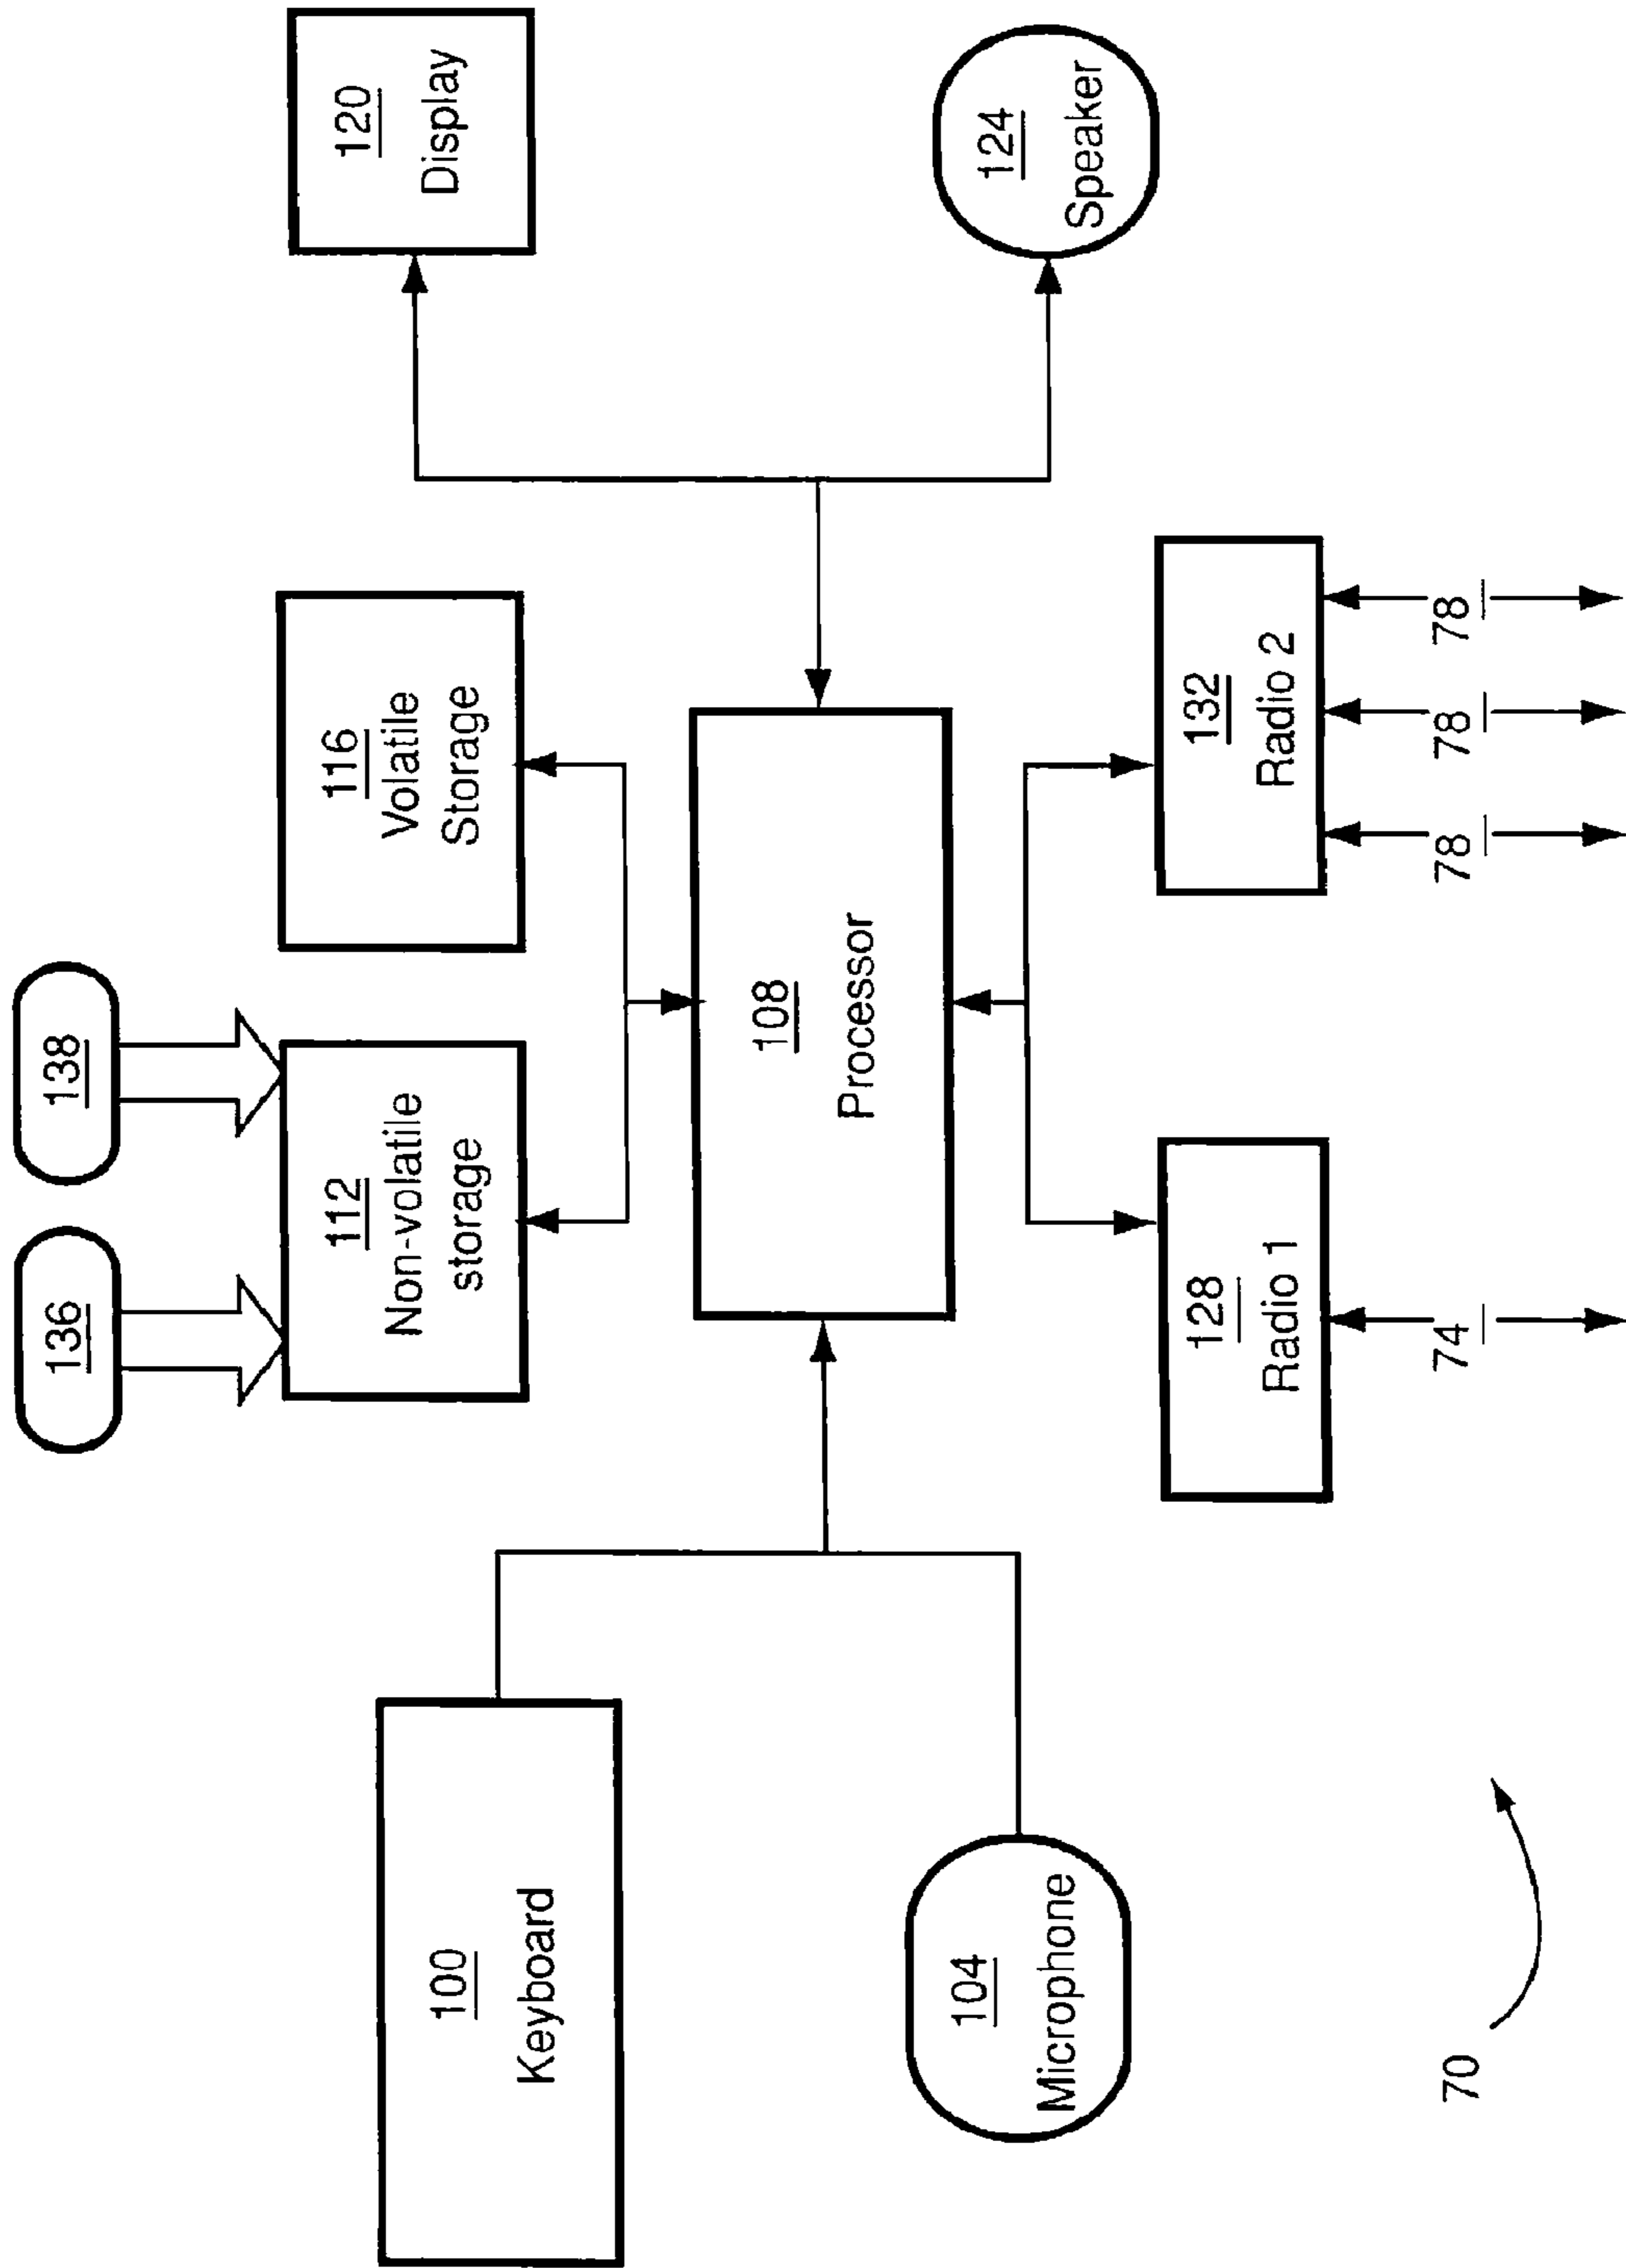 136
138
112
Non-volatile
storage
116
Volatile
Storage
120
Display
100
Keyboard
108
Processor
104
Microphone
124
Speaker
128
Radio 1
132
Radio 2
74
78
78
78
70